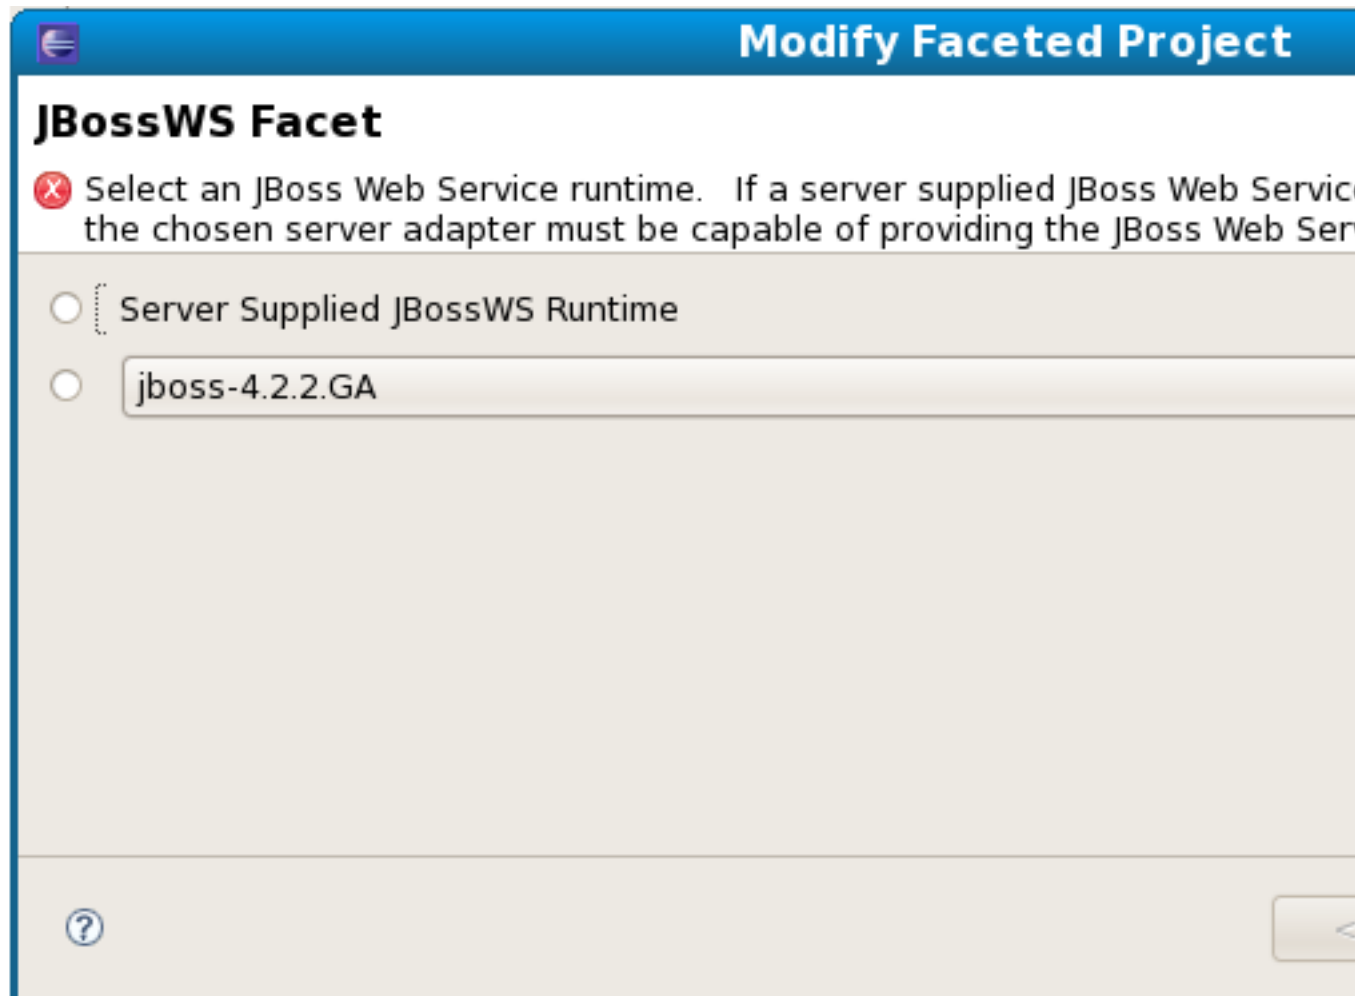 Modify Faceted Project
JBossWS Facet
Select an JBoss Web Service runtime. If a server supplied JBoss Web Service
the chosen server adapter must be capable of providing the JBoss Web
Server Supplied JBossWS Runtime
jboss-4.2.2.GA
?
<